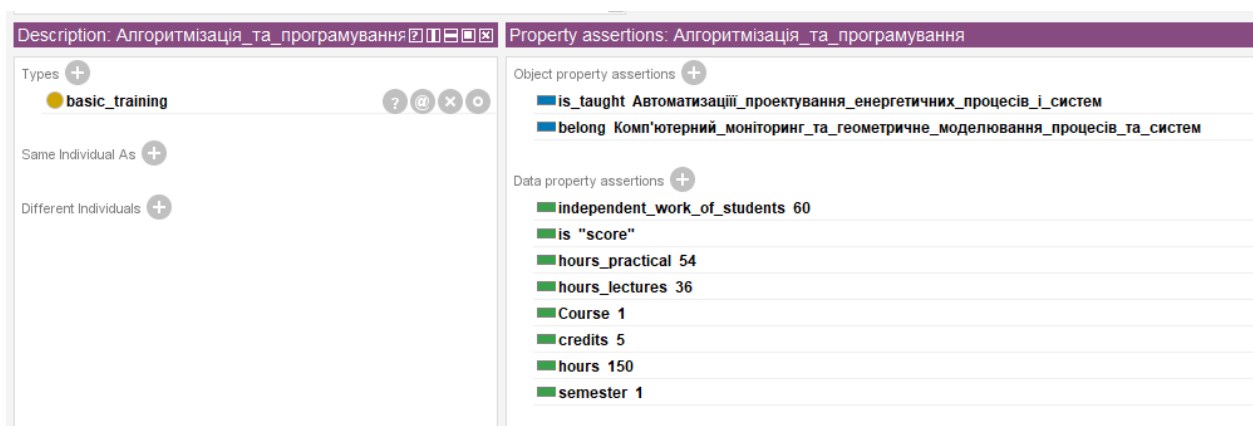 Description: Алгоритмізація_та_програмування
Types
basic_training
Same Individual As
Different Individuals
Property assertions: Алгоритмізація_та_програмування
Object property assertions
is_taught Автоматизаціїї_проектування_енергетичних_процесів_і_систем
belong Комп'ютерний_моніторинг_та_геометричне_моделювання_процесів_та_систем
Data property assertions
independent_work_of_students 60
is "score"
hours_practical 54
hours_lectures 36
Course 1
credits 5
hours 150
semester 1